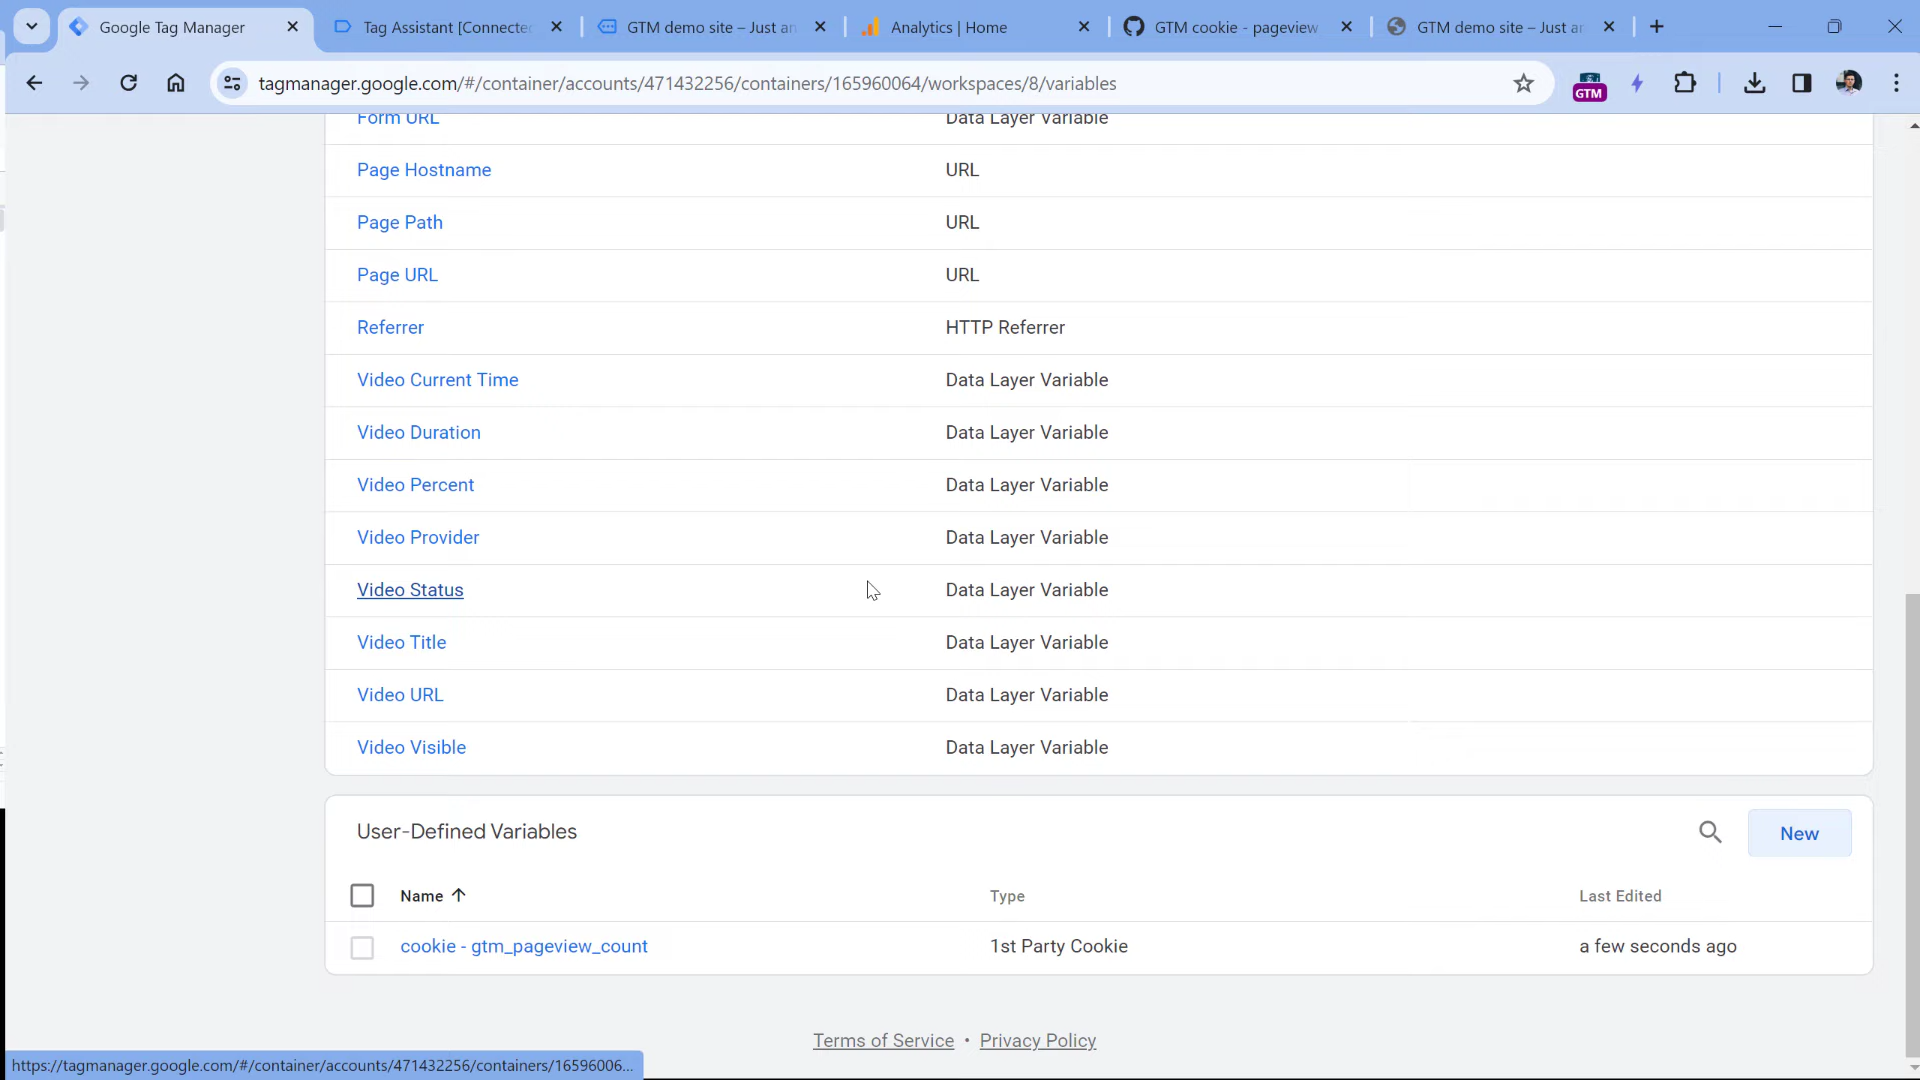 Google Tag Manager
Tag Assistant [Connecte
GTM demo site – Just an
Analytics | Home
GTM cookie - pageview
GTM demo site – Just an
tagmanager.google.com/#/container/accounts/471432256/containers/165960064/workspaces/8/variables
GTM
Form URL Data Layer Variable
Page Hostname URL
Page Path URL
Page URL URL
Referrer HTTP Referrer
Video Current Time Data Layer Variable
Video Duration Data Layer Variable
Video Percent Data Layer Variable
Video Provider Data Layer Variable
Video Status Data Layer Variable
Video Title Data Layer Variable
Video URL Data Layer Variable
Video Visible Data Layer Variable
User-Defined Variables
New
Name Type Last Edited
cookie - gtm_pageview_count 1st Party Cookie a few seconds ago
Terms of Service • Privacy Policy
https://tagmanager.google.com/#/container/accounts/471432256/containers/16596006...